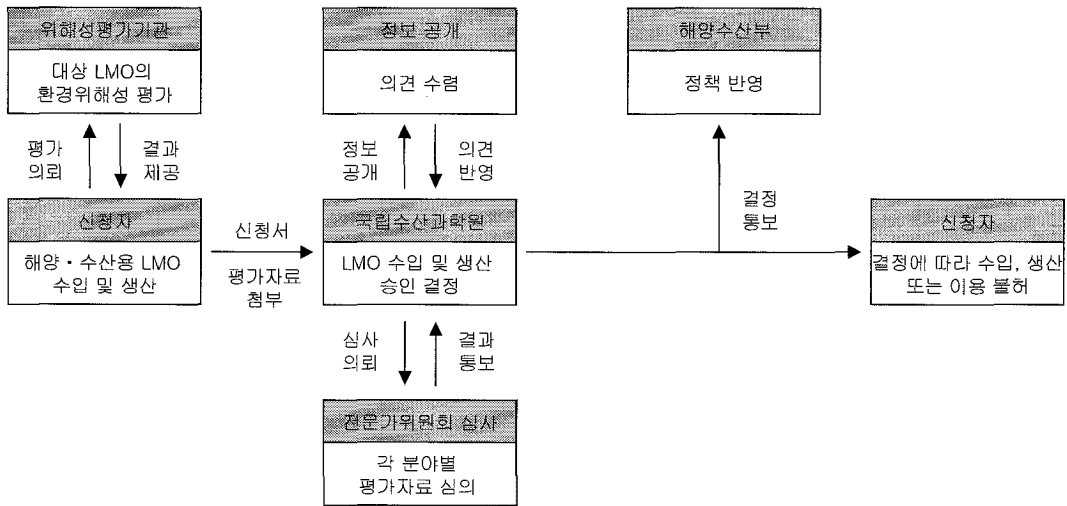 위해성평가기관
대상 LMO의
환경위해성 평가
정보 공개
의견 수렴
해양수산부
정책 반영
평가
의뢰
결과
제공
정보
공개
의견
반영
신청자
해양・수산용 LMO
수입 및 생산
신청서
평가자료
첨부
국립수산과학원
LMO 수입 및 생산
승인 결정
결정
통보
신청자
결정에 따라 수입, 생산
또는 이용 불허
심사
의뢰
결과
통보
전문가위원회 심사
각 분야별
평가자료 심의